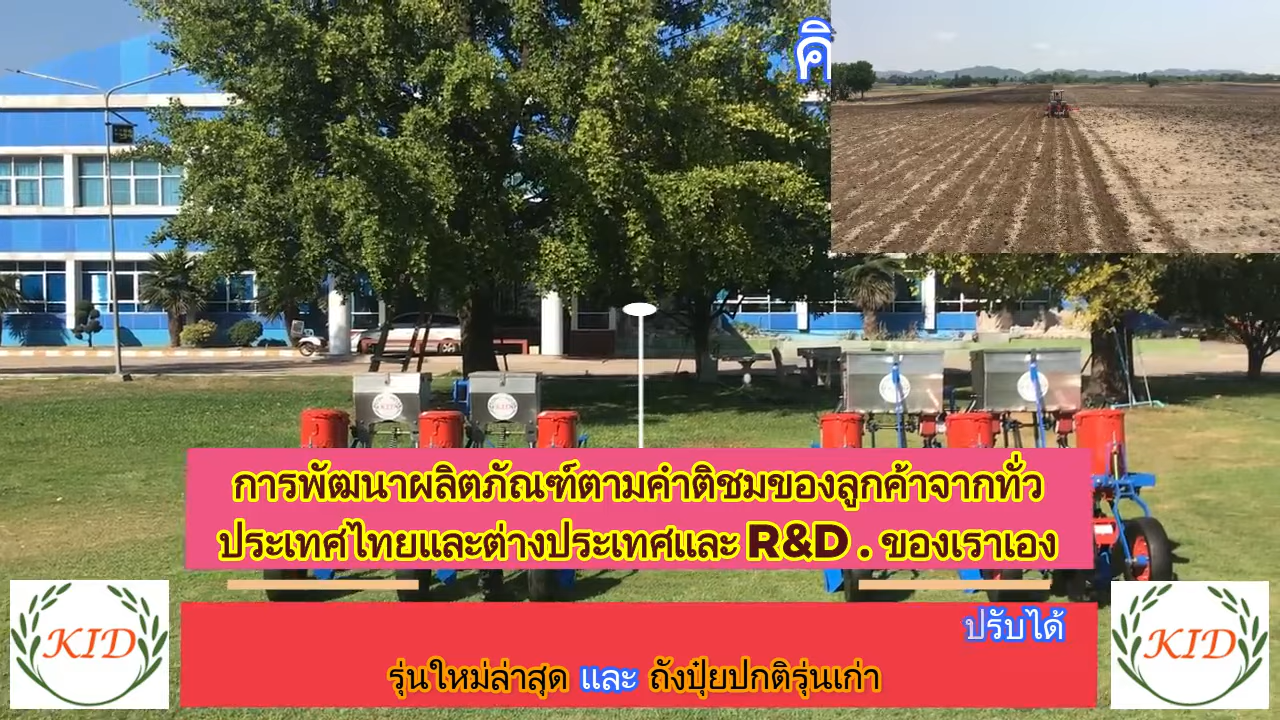 คิ
KID
KID
การพัฒนาผลิตภัณฑ์ตามคำติชมของลูกค้าจากทั่ว
ประเทศไทยและต่างประเทศและ R&D . ของเราเอง
ปรับได้
รุ่นใหม่ล่าสุด และ ถังปุ๋ยปกติรุ่นเก่า
KID
KID